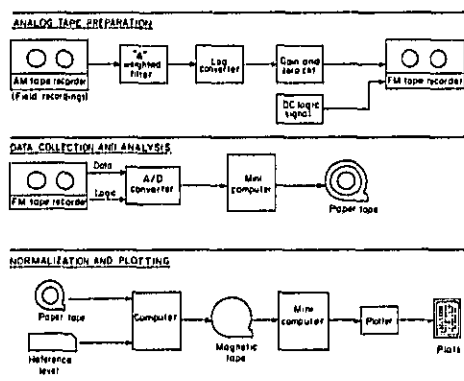 ANALOG TAPE PREPARATION
AM tape recorder
(Field recordings)
"A"
weighted
filter
Log
converter
Gain and
zero ckt
DC logic
signal
FM tape recorder
DATA COLLECTION AND ANALYSIS
FM tape recorder
Data
Logic
A/D
converter
Mini
computer
Paper tape
NORMALIZATION AND PLOTTING
Paper tape
Reference
level
Computer
Magnetic
tape
Mini
computer
Plotter
Plots